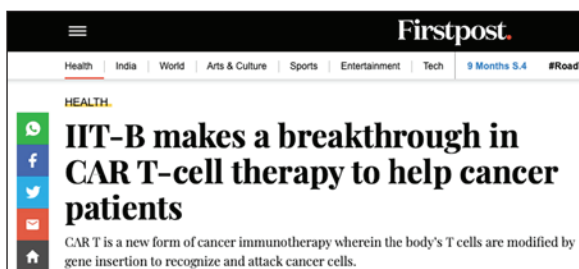 Firstpost.
Health India World Arts & Culture Sports Entertainment Tech 9 Months S.4
HEALTH
IIT-B makes a breakthrough in
CAR T-cell therapy to help cancer
patients
CAR T is a new form of cancer immunotherapy wherein the body's T cells are modified by
gene insertion to recognize and attack cancer cells.